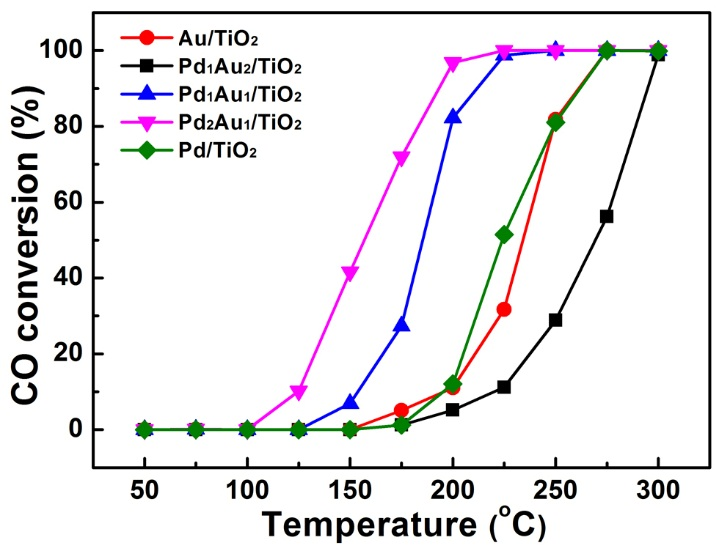 100
80
60
40
20
0
CO conversion (%)
Au/TiO₂
Pd₁Au₂/TiO₂
Pd₁Au₁/TiO₂
Pd₂Au₁/TiO₂
Pd/TiO₂
50 100 150 200 250 300
Temperature (°C)